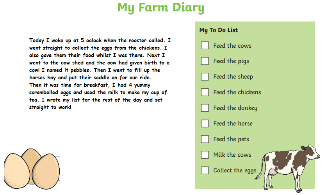 My Farm Diary
Today I woke up at 5 oclock when the rooster called. I
went straight to collect the eggs from the chickens. I
also gave them their food whilst I was there. Next I
went to the cow shed and the cow had given birth to a
cow I named it pebbles. Then I went to fill up the
horses hay and put their saddle on for our ride.
Then it was time for breakfast, I had 4 yummy
scrambelled eggs and used the milk to make my cup of
tea. I wrote my list for the rest of the day and set
straight to world
My To Do List
Feed the cows
Feed the pigs
Feed the sheep
Feed the chickens
Feed the donkey
Feed the horse
Feed the pets
Milk the cows
Collect the eggs